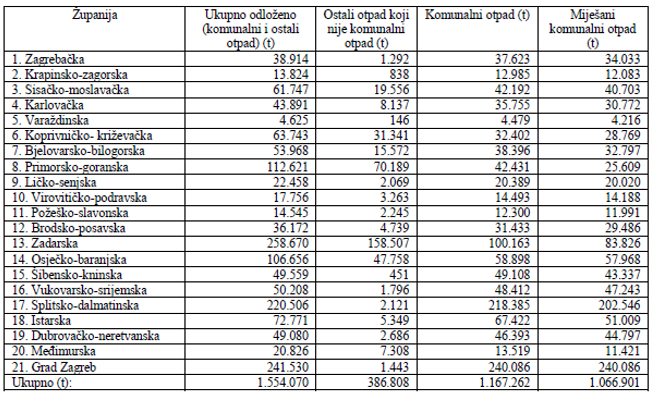 Županija Ukupno odloženo (komunalni i ostali otpad) (t) Ostali otpad koji nije komunalni otpad (t) Komunalni otpad (t) Miješani komunalni otpad (t)
1. Zagrebačka 38.914 1.292 37.623 34.033
2. Krapinsko-zagorska 13.824 838 12.985 12.083
3. Sisačko-moslavačka 61.747 19.556 42.192 40.703
4. Karlovačka 43.891 8.137 35.755 30.772
5. Varaždinska 4.625 146 4.479 4.216
6. Koprivničko- križevačka 63.743 31.341 32.402 28.769
7. Bjelovarsko-bilogorska 53.968 15.572 38.396 32.797
8. Primorsko-goranska 112.621 70.189 42.431 25.609
9. Ličko-senjska 22.458 2.069 20.389 20.020
10. Virovitičko-podravska 17.756 3.263 14.493 14.188
11. Požeško-slavonska 14.545 2.245 12.300 11.991
12. Brodsko-posavska 36.172 4.739 31.433 29.486
13. Zadarska 258.670 158.507 100.163 83.826
14. Osječko-baranjska 106.656 47.758 58.898 57.968
15. Šibensko-kninska 49.559 451 49.108 43.337
16. Vukovarsko-srijemska 50.208 1.796 48.412 47.243
17. Splitsko-dalmatinska 220.506 2.121 218.385 202.546
18. Istarska 72.771 5.349 67.422 51.009
19. Dubrovačko-neretvanska 49.080 2.686 46.393 44.797
20. Međimurska 20.826 7.308 13.519 11.421
21. Grad Zagreb 241.530 1.443 240.086 240.086
Ukupno (t): 1.554.070 386.808 1.167.262 1.066.901